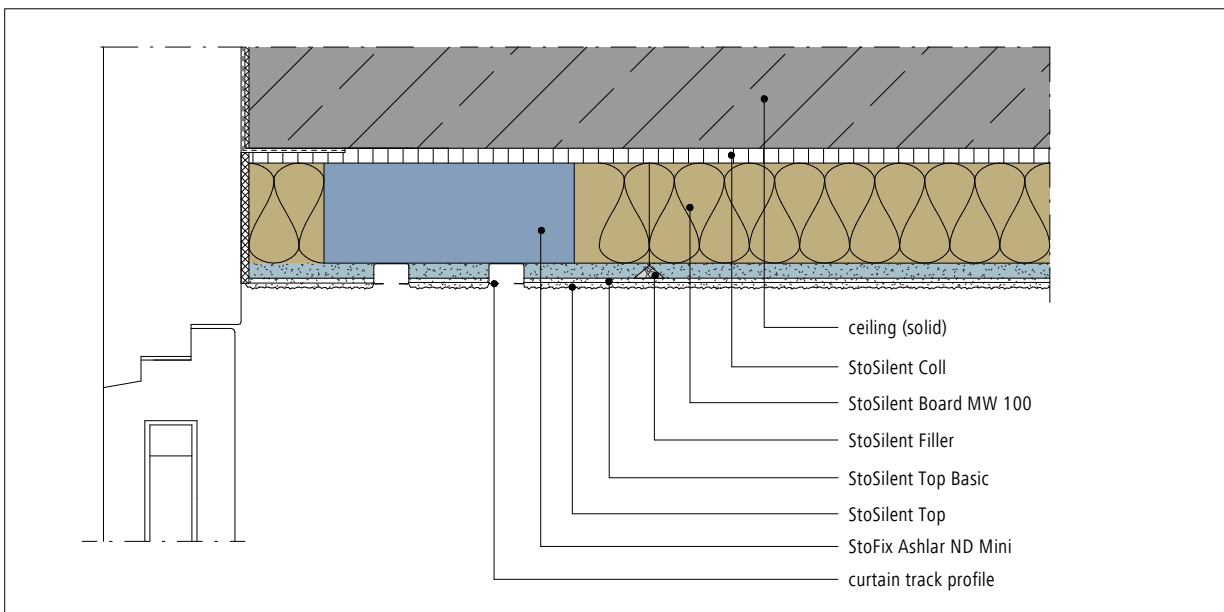 ceiling (solid)
StoSilent Coll
StoSilent Board MW 100
StoSilent Filler
StoSilent Top Basic
StoSilent Top
StoFix Ashlar ND Mini
curtain track profile